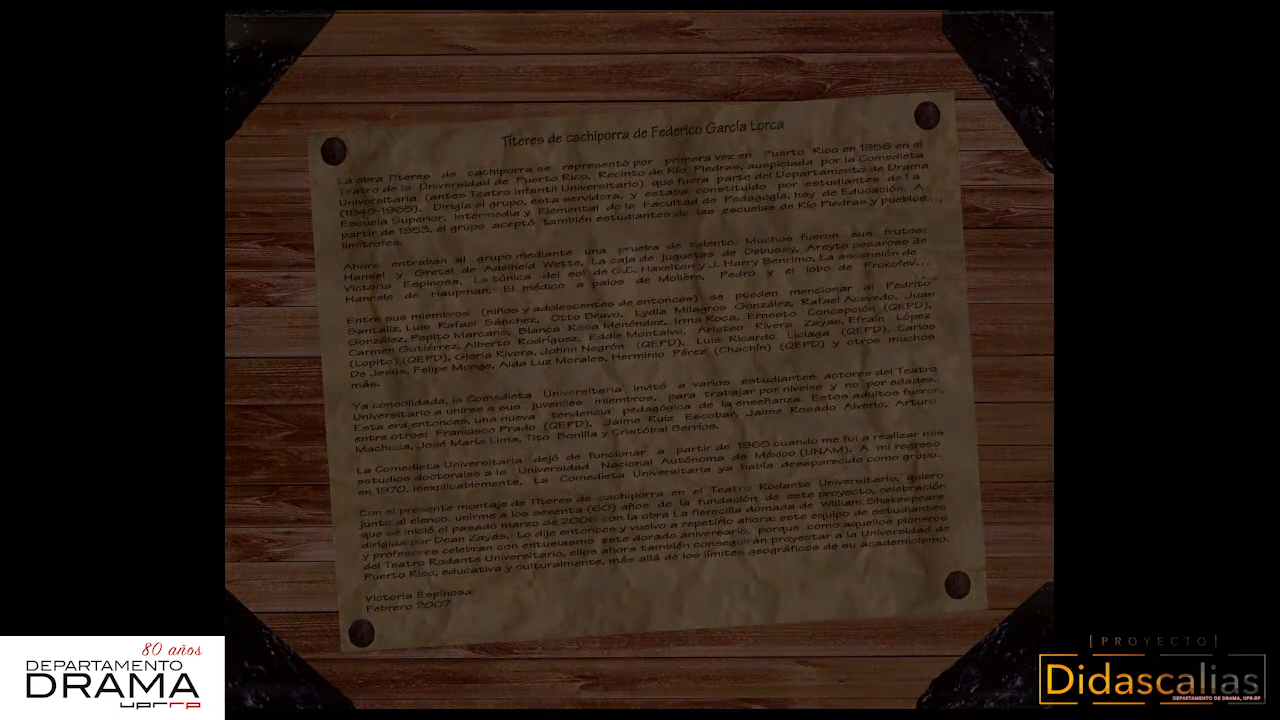 Títeres de cachiporra de Federico García Lorca
La obra Títeres de cachiporra se representó por primera vez en Puerto Rico en 1956 en el
Teatro de la Universidad de Puerto Rico, Recinto de Río Piedras, auspiciada por la Comedieta
Universitaria (antes Teatro Infantil Universitario) que fuera parte del Departamento de Drama
(1949-1965). Dirigía el grupo, esta servidora, y estaba constituido por estudiantes de la
Escuela Superior, Intermedia y Elemental de la Facultad de Pedagogía, hoy de Educación. A
partir de 1953, el grupo aceptó también estudiantes de las escuelas de Río Piedras y pueblos
limítrofes.
Ahora entraban al grupo mediante una prueba de talento. Muchos fueron sus frutos:
Hansel y Gretel de Adelheid Wette, La caja de juguetes de Debussy, Areyto pesaroso de
Victoria Espinosa, La túnica del sol de G.C. Haxelton y J. Harry Benrimo, La ascensión de
Hannele de Haupman, El médico a palos de Molière, Pedro y el lobo de Prokofev...
Entre sus miembros (niños y adolescentes de entonces) se pueden mencionar a: Pedrito
Santaliz, Luis Rafael Sánchez, Otto Bravo, Lydia Milagros González, Rafael Acevedo, Juan
González, Pepito Marcano, Blanca Rosa Menéndez, Irma Roca, Ernesto Concepción (QEPD),
Carmen Gutiérrez, Alberto Rodríguez, Eddie Montalvo, Aristeo Rivera Zayas, Efraín López
(Lopito) (QEPD), Gloria Rivera, Johnn Negrón (QEPD), Luis Ricardo Liciaga (QEPD), Carlos
De Jesús, Felipe Monge, Aida Luz Morales, Herminio Pérez (Chachín) (QEPD) y otros muchos
más.
Ya consolidada, la Comedieta Universitaria invitó a varios estudiantes actores del Teatro
Universitario a unirse a sus juveniles miembros, para trabajar por niveles y no por edades.
Esta era entonces, una nueva tendencia pedagógica de la enseñanza. Estos adultos fueron,
entre otros: Francisco Prado (QEPD), Jaime Ruiz Escobar, Jaime Rosado Alverio, Arturo
Machuca, José María Lima, Tito Bonilla y Cristóbal Berríos.
La Comedieta Universitaria dejó de funcionar a partir de 1965 cuando me fui a realizar mis
estudios doctorales a la Universidad Nacional Autónoma de México (UNAM). A mi regreso
en 1970, inexplicablemente, La Comedieta Universitaria ya había desaparecido como grupo.
Con el presente montaje de Títeres de cachiporra en el Teatro Rodante Universitario, quiero
junto al elenco, unirme a los sesenta (60) años de la fundación de este proyecto, celebración
que se inició el pasado marzo de 2006 con la obra La fierecilla domada de William Shakespeare
dirigida por Dean Zayas. Lo dije entonces y vuelvo a repetirlo ahora: este equipo de estudiantes
y profesores celebran con entusiasmo este dorado aniversario, porque como aquellos pioneros
del Teatro Rodante Universitario, ellos ahora también conseguirán proyectar a la Universidad de
Puerto Rico, educativa y culturalmente, más allá de los límites geográficos de su academicismo.
Victoria Espinosa
Febrero 2007
80 años
DEPARTAMENTO
DRAMA
UPRRP
[PROYECTO]
Didascalias
DEPARTAMENTO DE DRAMA, UPR-RP